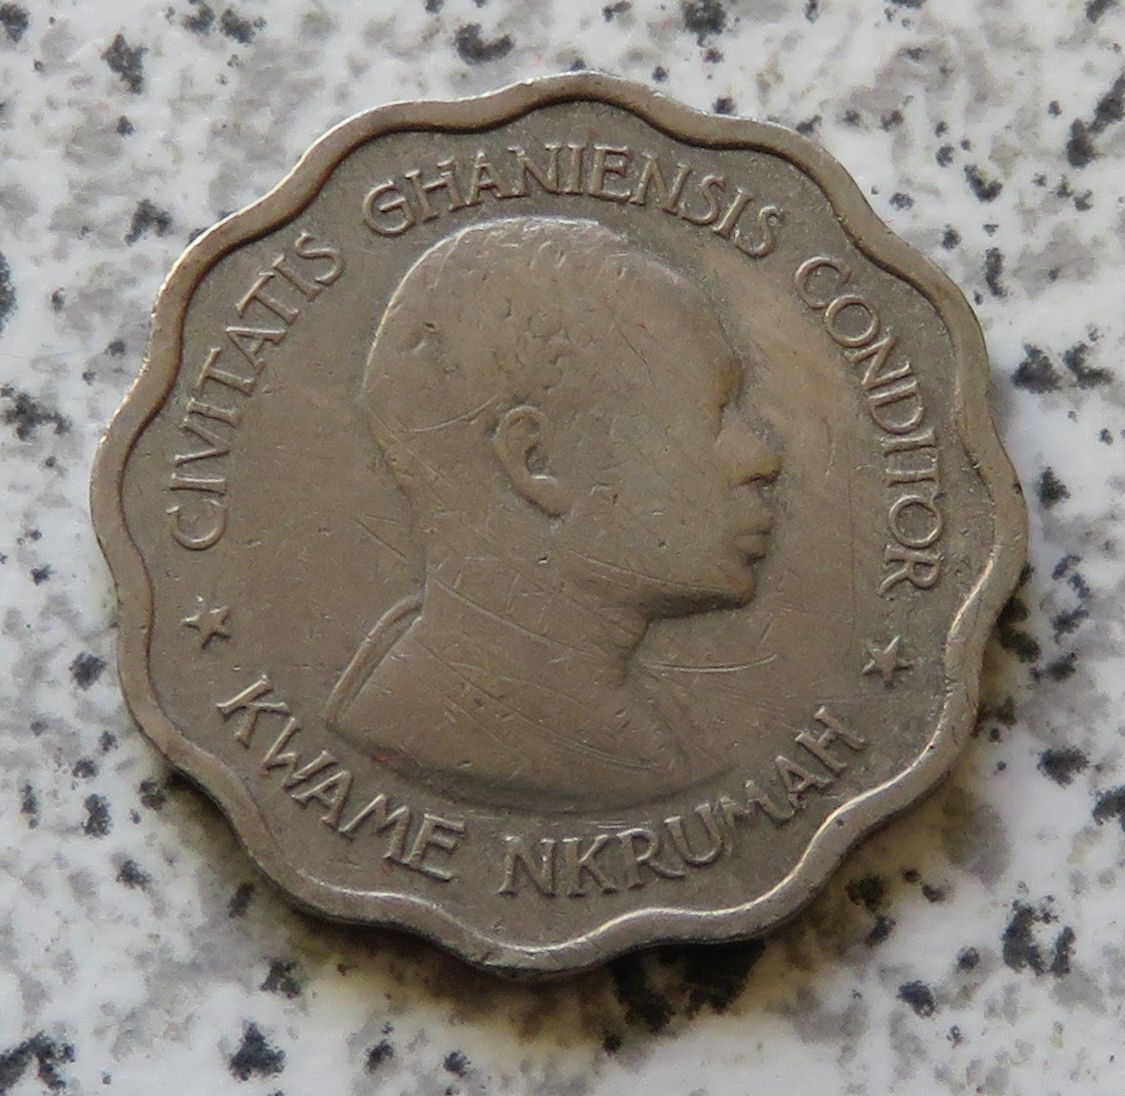 CIVITATIS GHANIENSIS CONDITOR
KWAME NKRUMAH